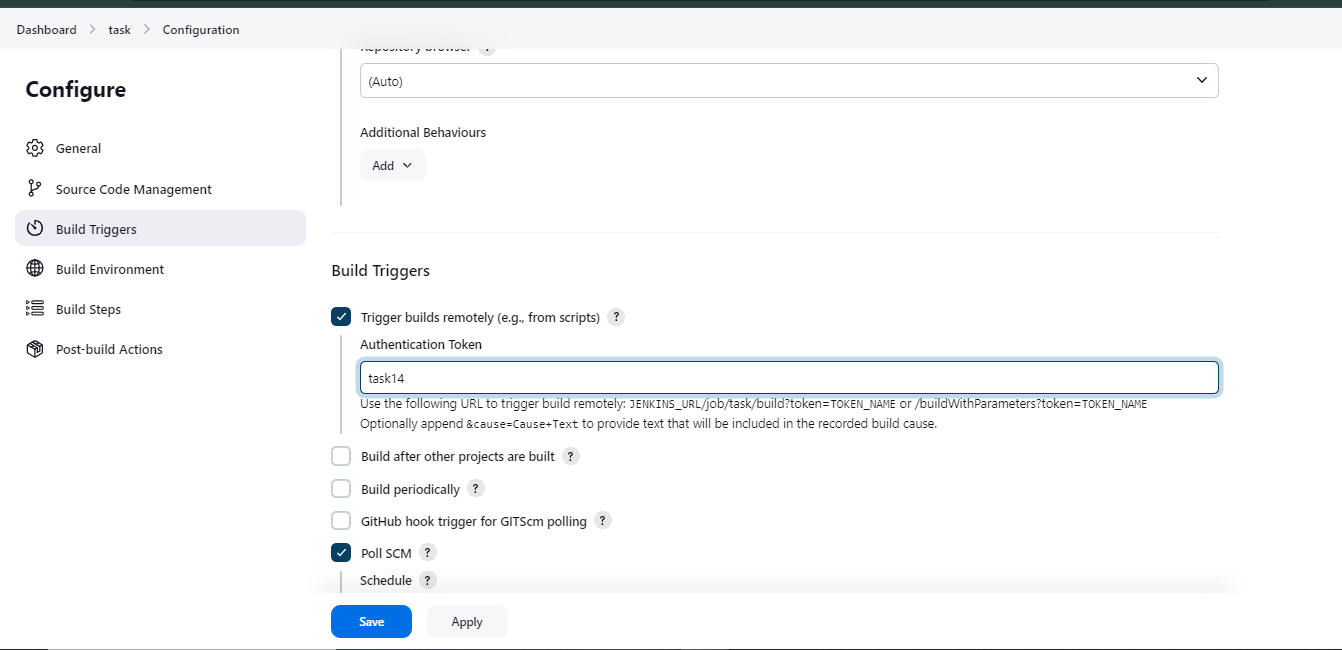 Dashboard > task > Configuration
Configure
General
Source Code Management
Build Triggers
Build Environment
Build Steps
Post-build Actions
Repository browser ?
(Auto)
Additional Behaviours
Add
Build Triggers
Trigger builds remotely (e.g., from scripts) ?
Authentication Token
task14
Use the following URL to trigger build remotely: JENKINS_URL/job/task/build?token=TOKEN_NAME or /buildWithParameters?token=TOKEN_NAME
Optionally append &cause=Cause+Text to provide text that will be included in the recorded build cause.
Build after other projects are built ?
Build periodically ?
GitHub hook trigger for GITScm polling ?
Poll SCM ?
Schedule ?
Save Apply